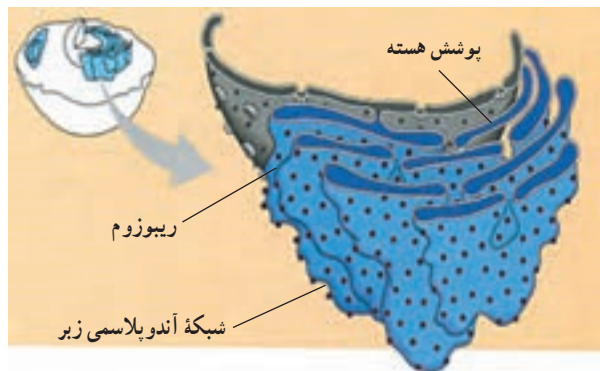 پوشش هسته
ریبوزوم
شبکهٔ آندوپلاسمی زبر